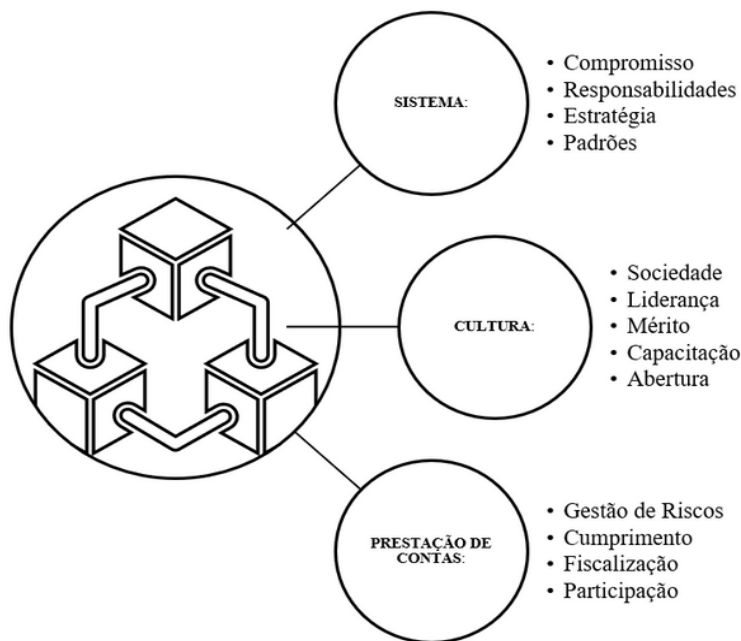 SISTEMA:
• Compromisso
• Responsabilidades
• Estratégia
• Padrões
CULTURA:
• Sociedade
• Liderança
• Mérito
• Capacitação
• Abertura
PRESTAÇÃO DE
CONTAS:
• Gestão de Riscos
• Cumprimento
• Fiscalização
• Participação